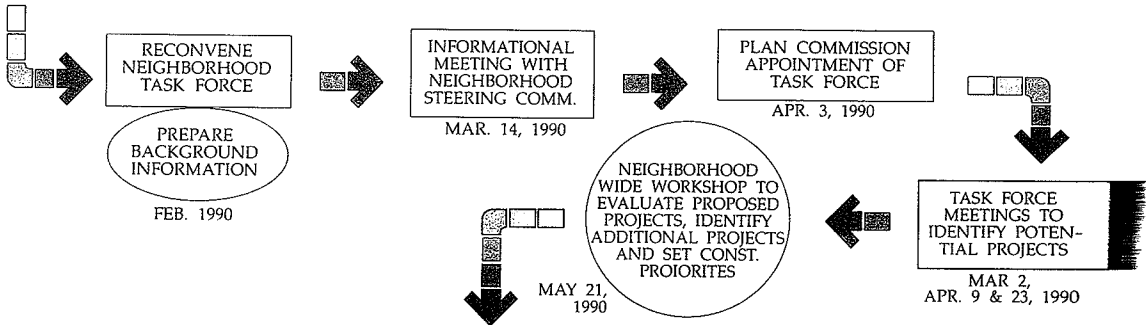 RECONVENE
NEIGHBORHOOD
TASK FORCE
PREPARE
BACKGROUND
INFORMATION
FEB. 1990
INFORMATIONAL
MEETING WITH
NEIGHBORHOOD
STEERING COMM.
MAR. 14, 1990
PLAN COMMISSION
APPOINTMENT OF
TASK FORCE
APR. 3, 1990
TASK FORCE
MEETINGS TO
IDENTIFY POTEN-
TIAL PROJECTS
MAR 2,
APR. 9 & 23, 1990
NEIGHBORHOOD
WIDE WORKSHOP TO
EVALUATE PROPOSED
PROJECTS, IDENTIFY
ADDITIONAL PROJECTS
AND SET CONST.
PROIORITES
MAY 21,
1990